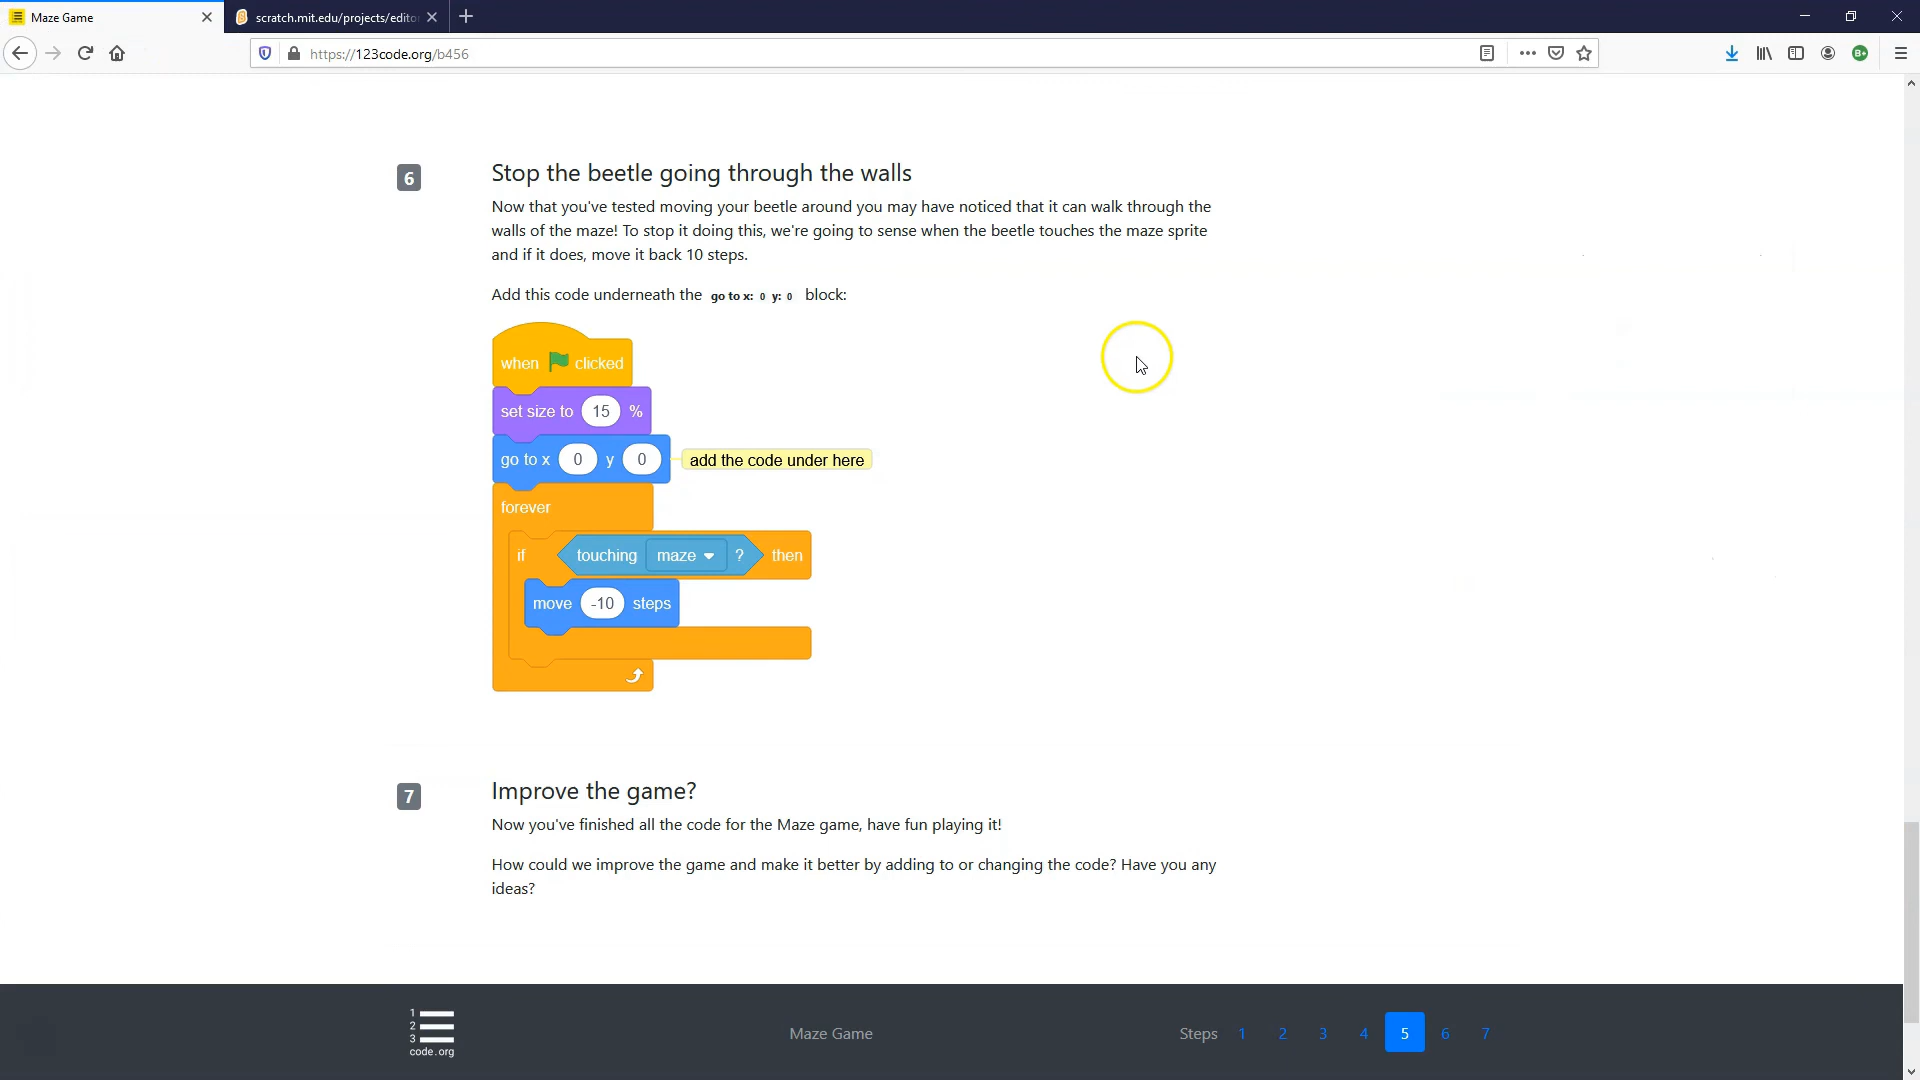 Maze Game
scratch.mit.edu/projects/edito
https://123code.org/b456
B+
6
Stop the beetle going through the walls
Now that you've tested moving your beetle around you may have noticed that it can walk through the
walls of the maze! To stop it doing this, we're going to sense when the beetle touches the maze sprite
and if it does, move it back 10 steps.
Add this code underneath the go to x: 0 y: 0 block:
when clicked
set size to 15 %
go to x 0 y 0 add the code under here
forever
if touching maze ? then
move -10 steps
7
Improve the game?
Now you've finished all the code for the Maze game, have fun playing it!
How could we improve the game and make it better by adding to or changing the code? Have you any
ideas?
1
2
3
code.org
Maze Game
Steps 1 2 3 4 5 6 7